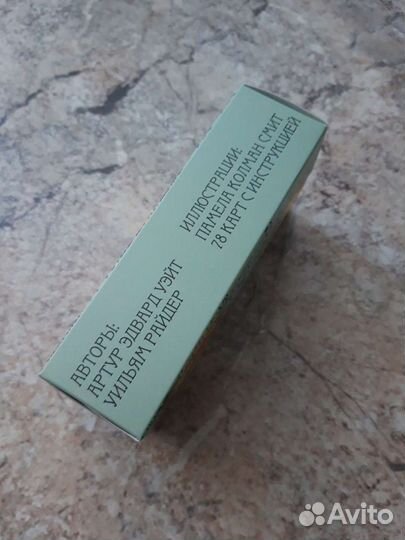 АВТОРЫ:
АРТУР ЭДВАРД УЭЙТ
УИЛЬЯМ РАЙДЕР
ИЛЛЮСТРАЦИИ:
ПАМЕЛА КОЛМАН СМИТ
78 КАРТ С ИНСТРУКЦИЕЙ
Avito